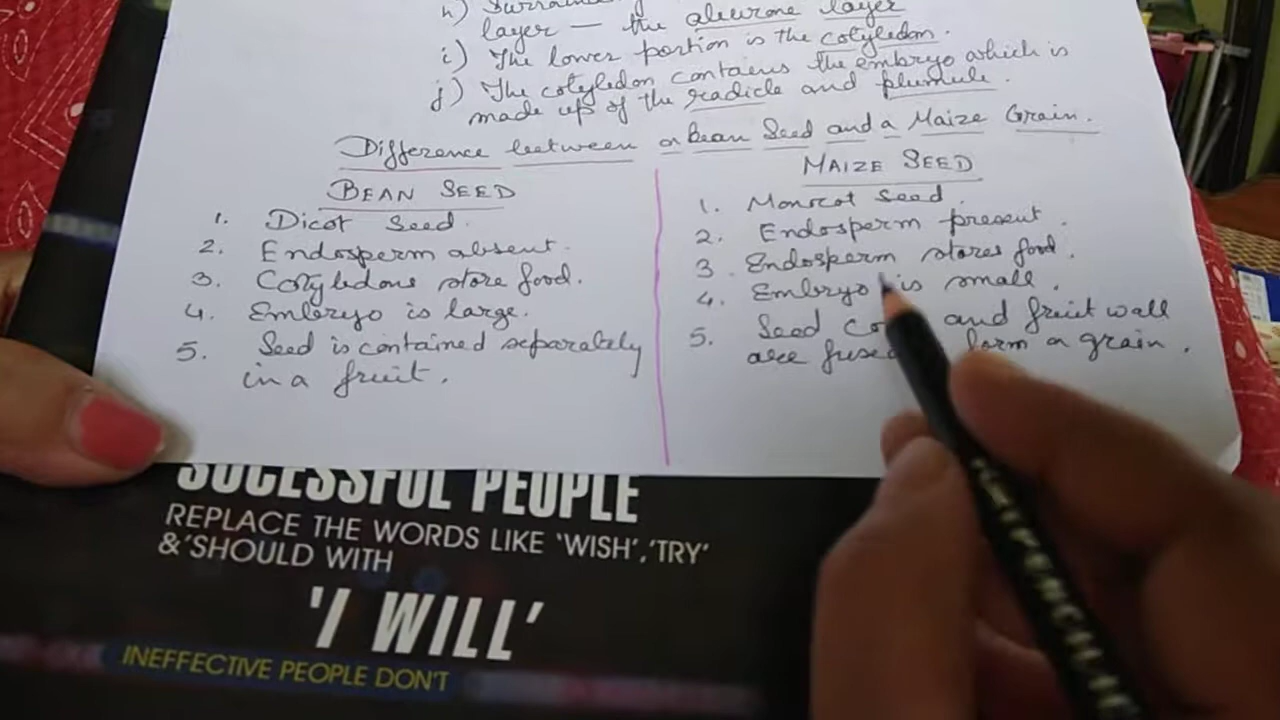 h)
layer — the aleurone layer
i) The lower portion is the cotyledon.
j) The cotyledon contains the embryo which is
made up of the radicle and plumule.
Difference between a Bean Seed and a Maize Grain.
BEAN SEED
1. Dicot Seed.
2. Endosperm absent.
3. Cotyledons store food.
4. Embryo is large.
5. Seed is contained separately
in a fruit.
MAIZE SEED
1. Monocot Seed.
2. Endosperm present.
3. Endosperm stores food.
4. Embryo is small.
5. Seed and fruit wall
are fused form a grain.
SUCESSFUL PEOPLE
REPLACE THE WORDS LIKE 'WISH','TRY'
&'SHOULD WITH
'I WILL'
INEFFECTIVE PEOPLE DON'T